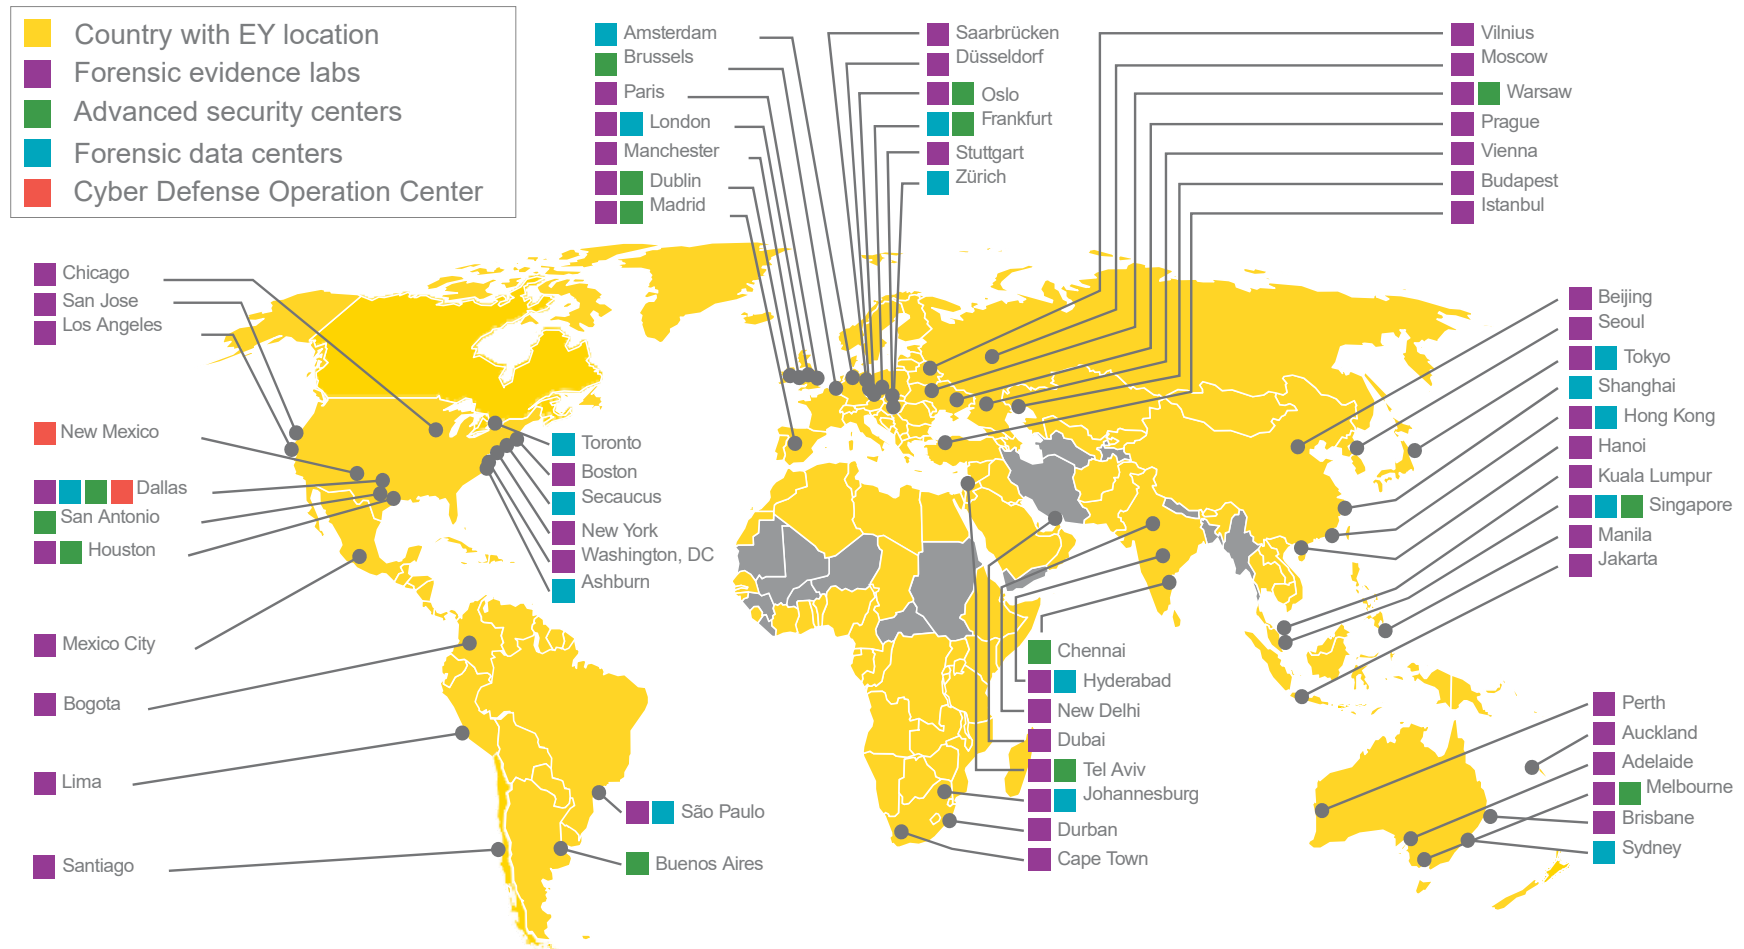 Country with EY location
Forensic evidence labs
Advanced security centers
Forensic data centers
Cyber Defense Operation Center
Amsterdam
Brussels
Paris
London
Manchester
Dublin
Madrid
Saarbrücken
Düsseldorf
Oslo
Frankfurt
Stuttgart
Zürich
Vilnius
Moscow
Warsaw
Prague
Vienna
Budapest
Istanbul
Chicago
San Jose
Los Angeles
New Mexico
Dallas
San Antonio
Houston
Mexico City
Bogota
Lima
Santiago
Toronto
Boston
Secaucus
New York
Washington, DC
Ashburn
São Paulo
Buenos Aires
Chennai
Hyderabad
New Delhi
Dubai
Tel Aviv
Johannesburg
Durban
Cape Town
Beijing
Seoul
Tokyo
Shanghai
Hong Kong
Hanoi
Kuala Lumpur
Singapore
Manila
Jakarta
Perth
Auckland
Adelaide
Melbourne
Brisbane
Sydney